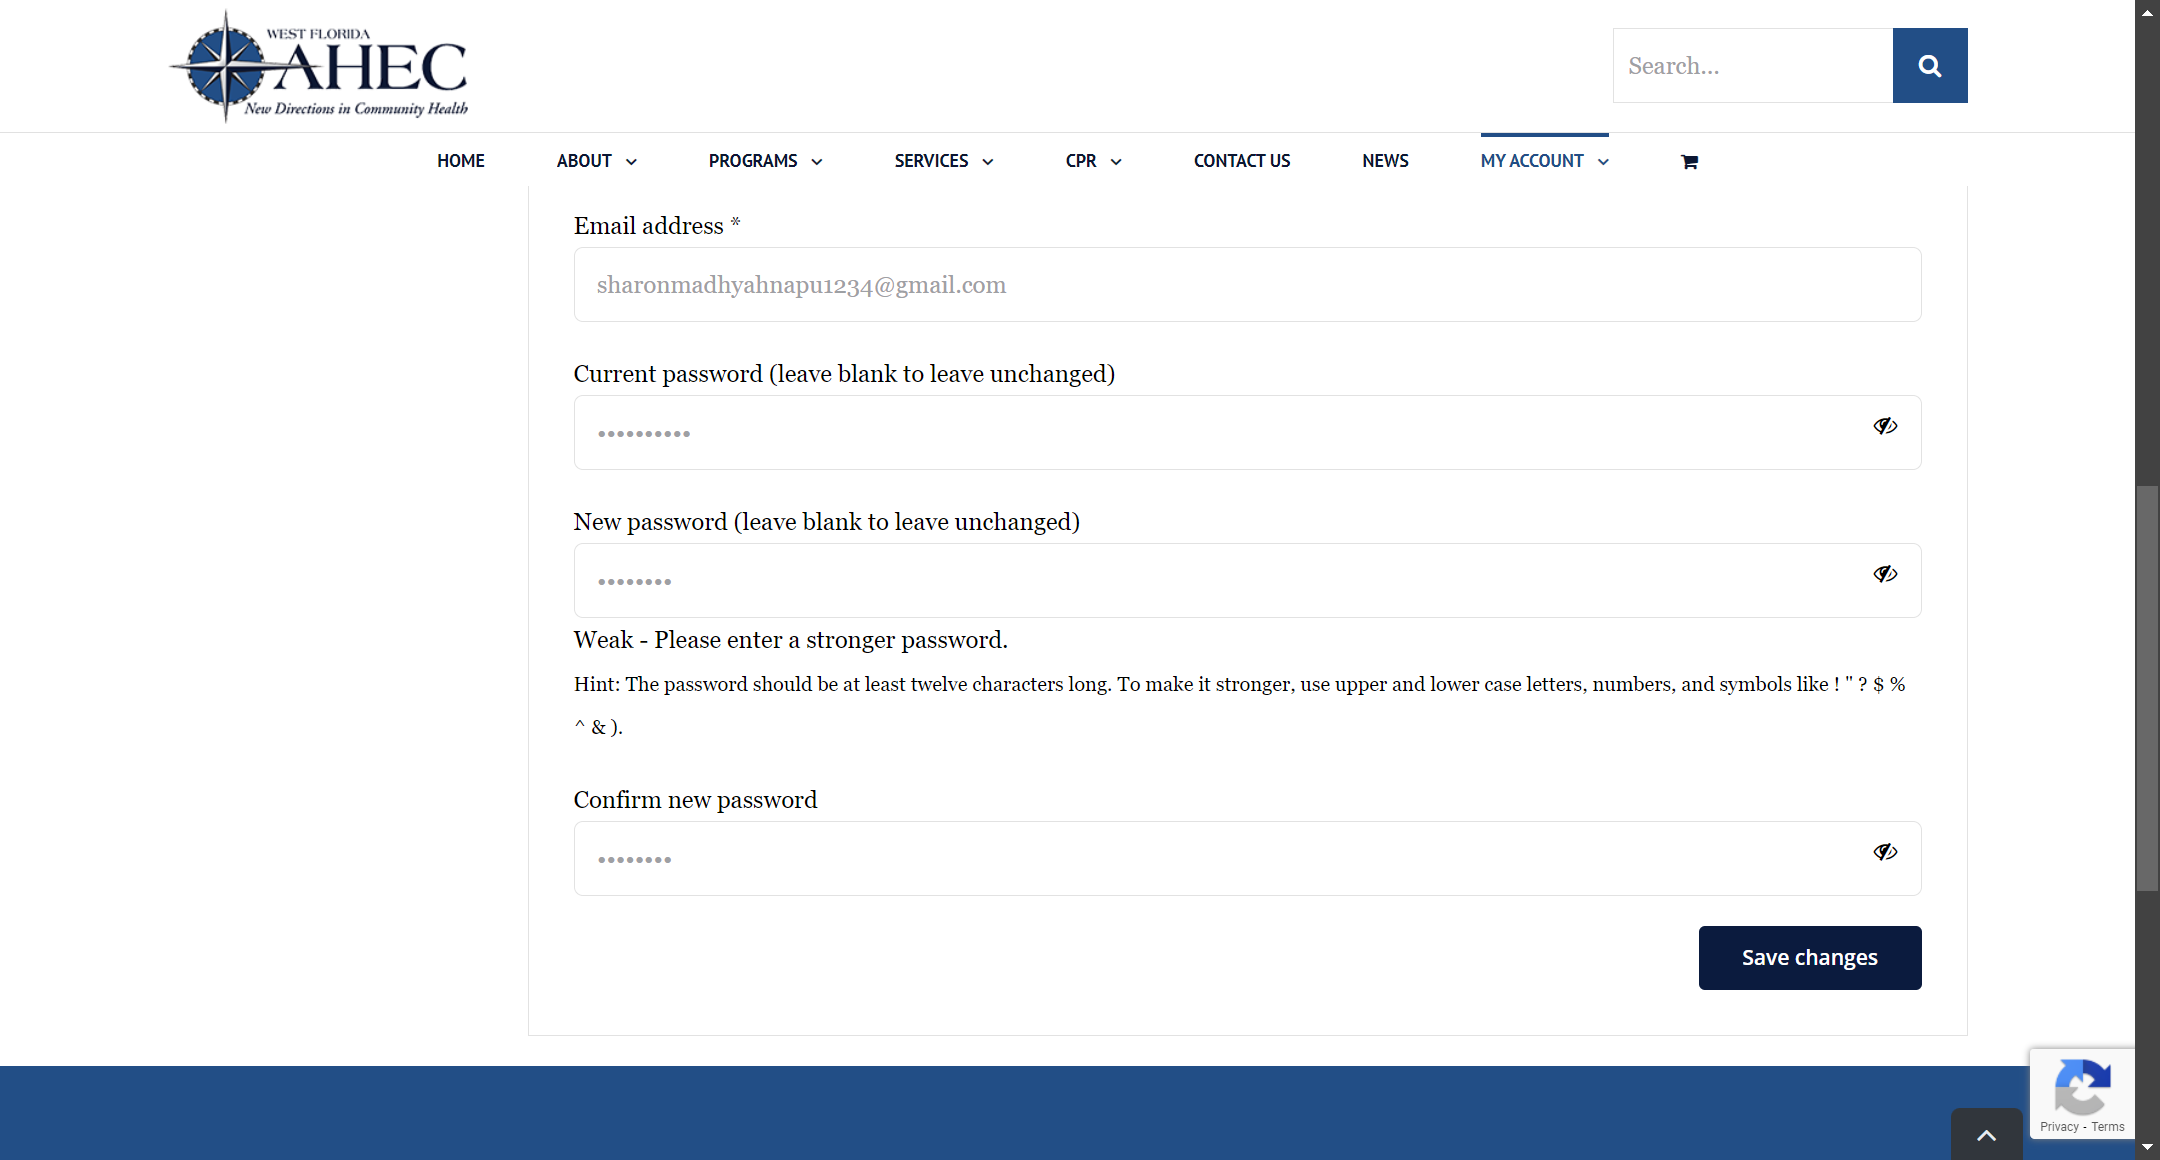 WEST FLORIDA
AHEC
New Directions in Community Health
Search...
HOME
ABOUT
PROGRAMS
SERVICES
CPR
CONTACT US
NEWS
MY ACCOUNT
Email address *
sharonmadhyahnapu1234@gmail.com
Current password (leave blank to leave unchanged)
••••••••••
New password (leave blank to leave unchanged)
••••••••
Weak - Please enter a stronger password.
Hint: The password should be at least twelve characters long. To make it stronger, use upper and lower case letters, numbers, and symbols like ! " ? $ %
^ & ).
Confirm new password
••••••••
Save changes
Privacy - Terms